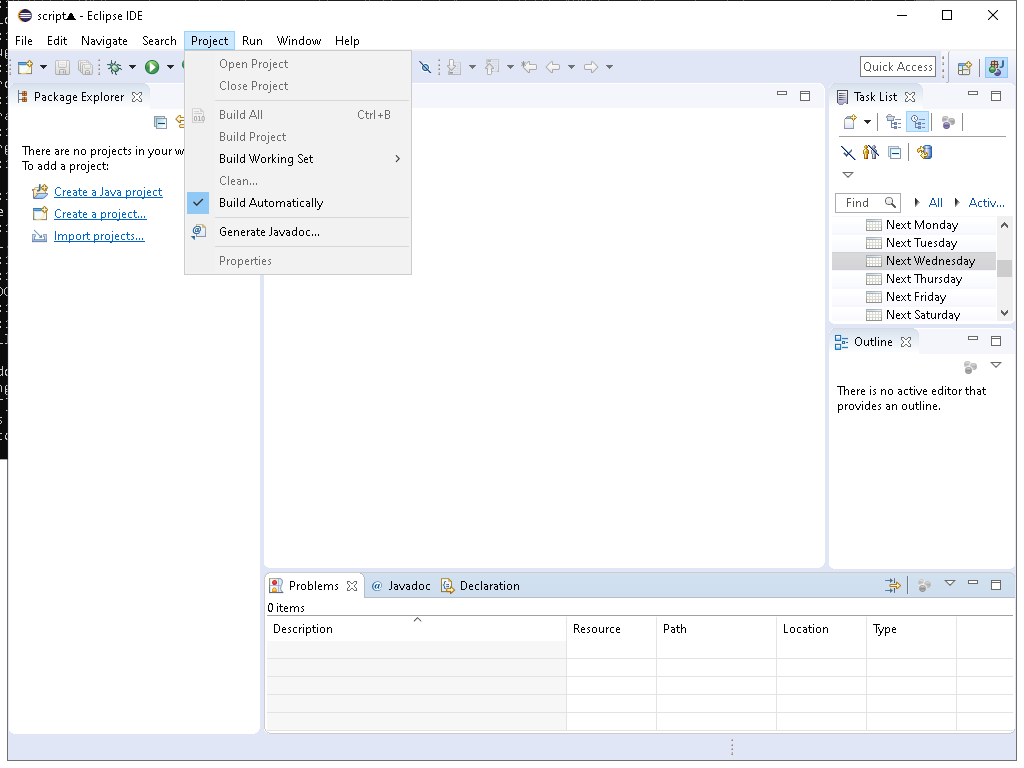 script▲ - Eclipse IDE
File Edit Navigate Search Project Run Window Help
Quick Access
Open Project
Close Project
Build All Ctrl+B
Build Project
Build Working Set
Clean...
Build Automatically
Generate Javadoc...
Properties
Package Explorer
There are no projects in your
To add a project:
Create a Java project
Create a project...
Import projects...
Task List
Find All Activ...
Next Monday
Next Tuesday
Next Wednesday
Next Thursday
Next Friday
Next Saturday
Outline
There is no active editor that
provides an outline.
Problems Javadoc Declaration
0 items
Description Resource Path Location Type